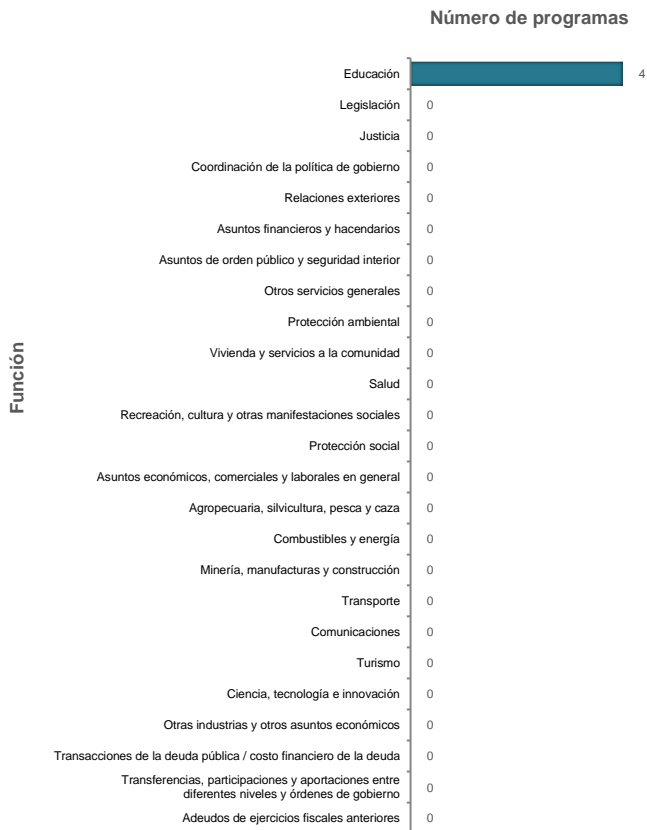 Número de programas
Función
Educación 4
Legislación 0
Justicia 0
Coordinación de la política de gobierno 0
Relaciones exteriores 0
Asuntos financieros y hacendarios 0
Asuntos de orden público y seguridad interior 0
Otros servicios generales 0
Protección ambiental 0
Vivienda y servicios a la comunidad 0
Salud 0
Recreación, cultura y otras manifestaciones sociales 0
Protección social 0
Asuntos económicos, comerciales y laborales en general 0
Agropecuaria, silvicultura, pesca y caza 0
Combustibles y energía 0
Minería, manufacturas y construcción 0
Transporte 0
Comunicaciones 0
Turismo 0
Ciencia, tecnología e innovación 0
Otras industrias y otros asuntos económicos 0
Transacciones de la deuda pública / costo financiero de la deuda 0
Transferencias, participaciones y aportaciones entre
diferentes niveles y órdenes de gobierno 0
Adeudos de ejercicios fiscales anteriores 0